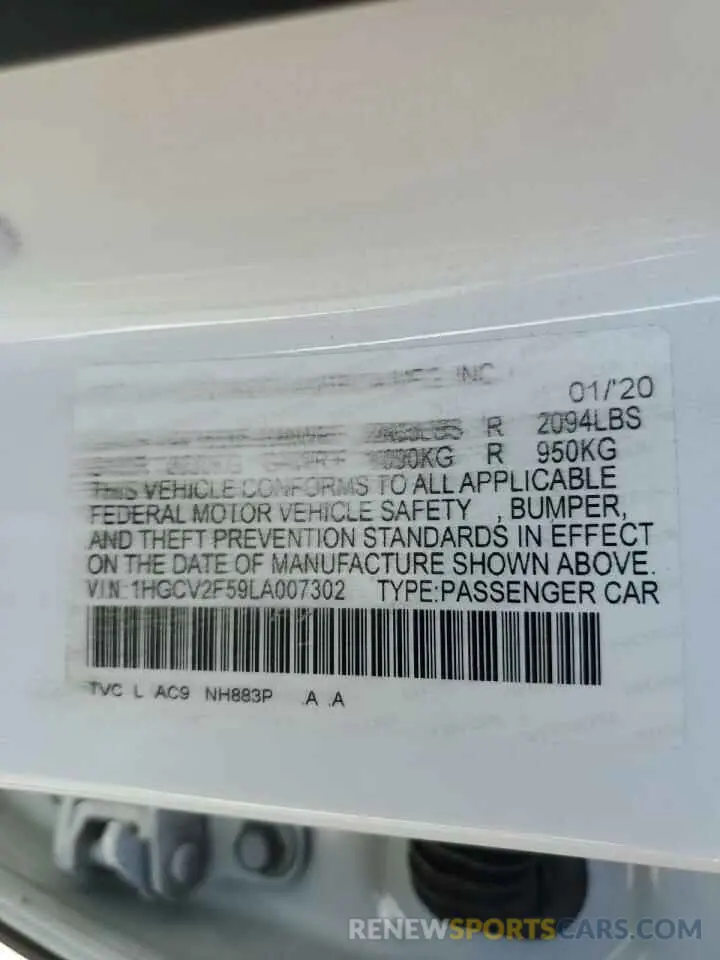 MFG. INC.
01/'20
R 2094LBS
KG R 950KG
THIS VEHICLE CONFORMS TO ALL APPLICABLE
FEDERAL MOTOR VEHICLE SAFETY , BUMPER,
AND THEFT PREVENTION STANDARDS IN EFFECT
ON THE DATE OF MANUFACTURE SHOWN ABOVE.
VIN: 1HGCV2F59LA007302 TYPE:PASSENGER CAR
TVC L AC9 NH883P .A .A
RENEWSPORTSCARS.COM